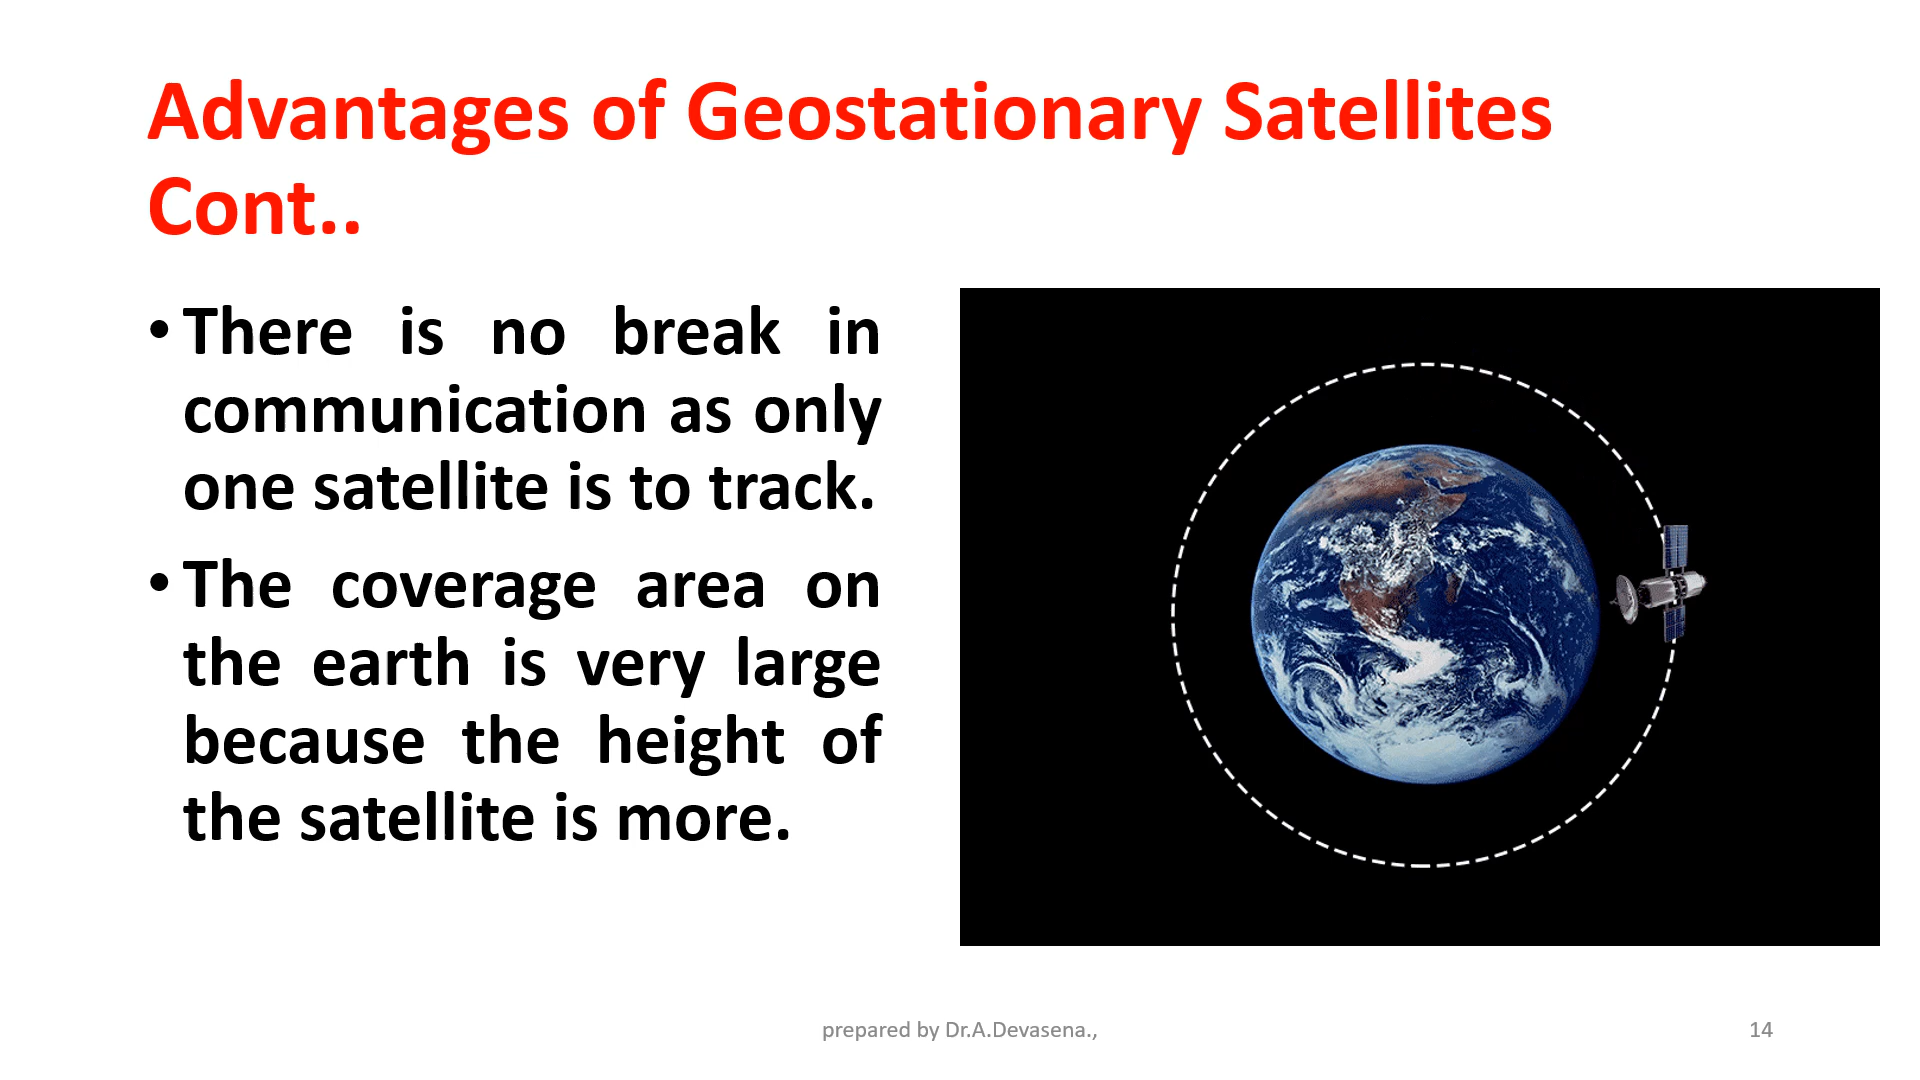 Advantages of Geostationary Satellites
Cont..
• There is no break in
communication as only
one satellite is to track.
• The coverage area on
the earth is very large
because the height of
the satellite is more.
prepared by Dr.A.Devasena.,
14